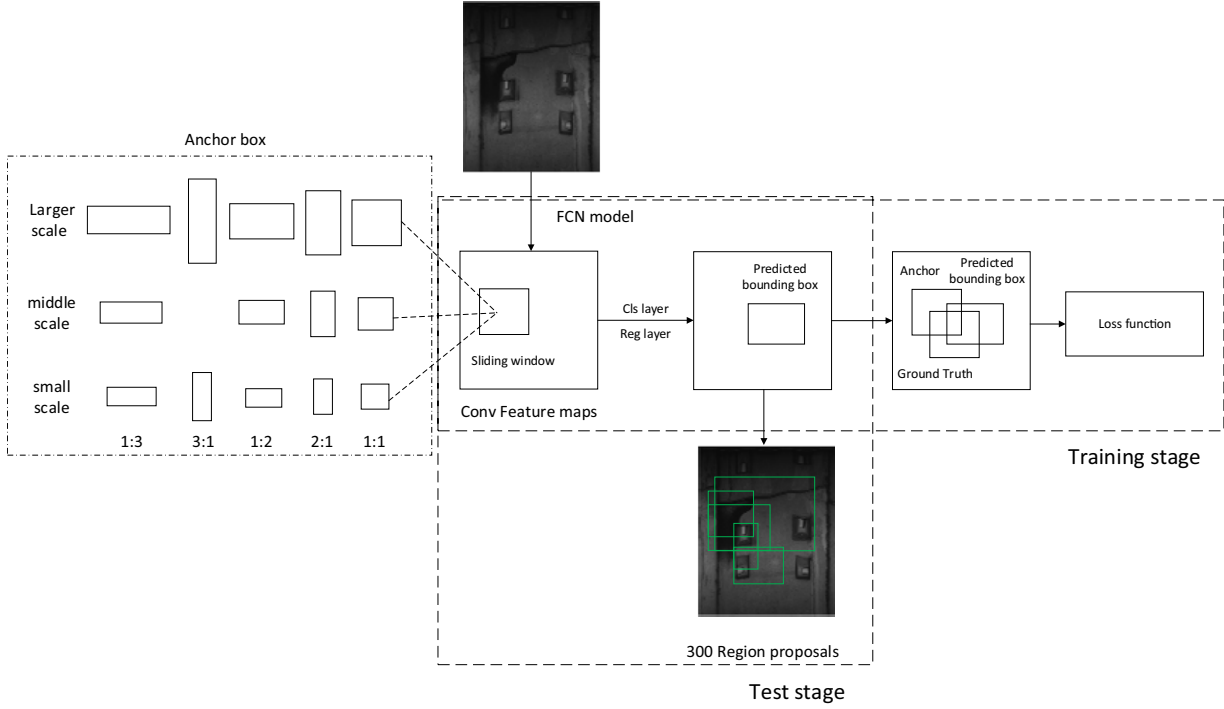 Anchor box
Larger
scale
middle
scale
small
scale
1:3 3:1 1:2 2:1 1:1
FCN model
Sliding window
Conv Feature maps
Cls layer
Reg layer
Predicted
bounding box
Anchor
Predicted
bounding box
Ground Truth
Loss function
Training stage
300 Region proposals
Test stage